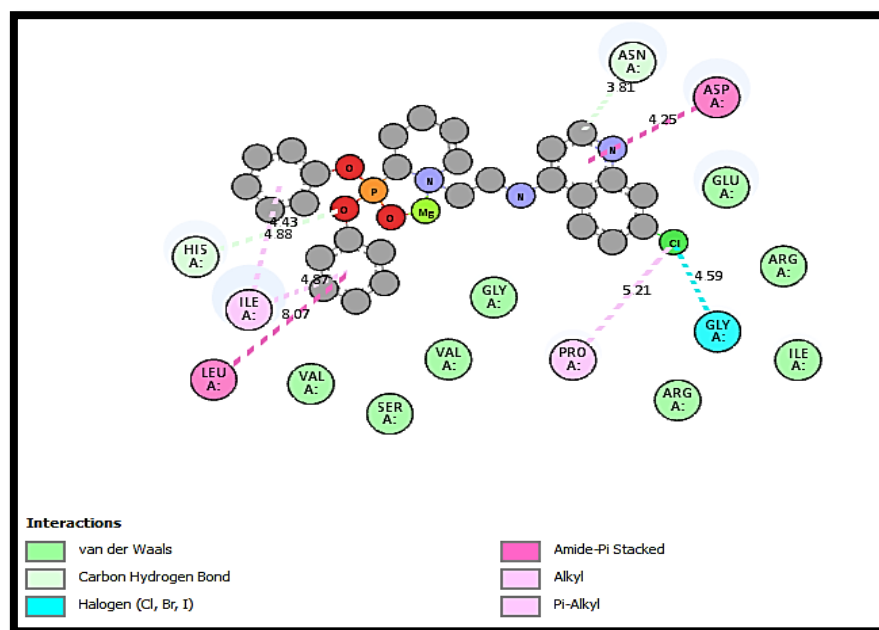 ASN
A:
3.81
ASP
A:
4.25
N
GLU
A:
O
P
N
N
O
O
Mg
Cl
4.43
4.88
HIS
A:
ARG
A:
4.59
4.87
GLY
A:
5.21
ILE
A:
8.07
GLY
A:
PRO
A:
VAL
A:
ILE
A:
LEU
A:
VAL
A:
SER
A:
ARG
A:
Interactions
van der Waals
Amide-Pi Stacked
Carbon Hydrogen Bond
Alkyl
Halogen (Cl, Br, I)
Pi-Alkyl